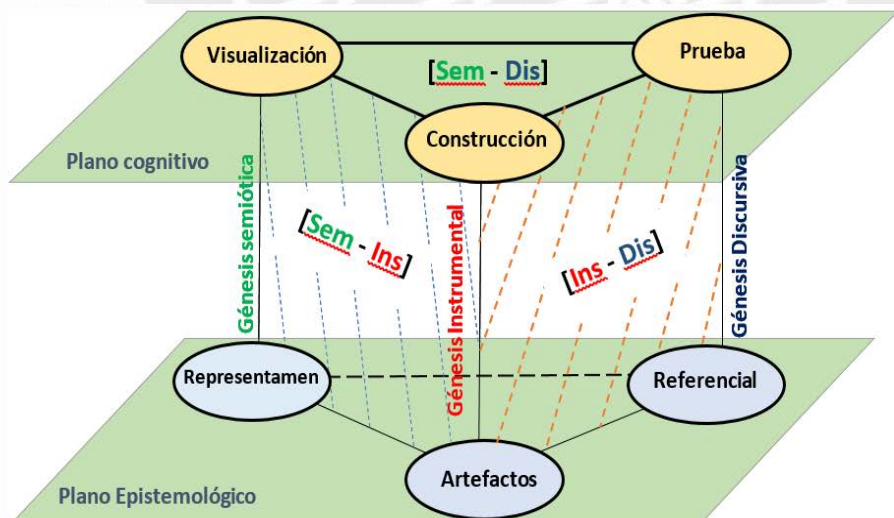 Visualización
Prueba
[Sem - Dis]
Construcción
Plano cognitivo
Génesis semiótica
[Sem - Ins]
Génesis Instrumental
[Ins - Dis]
Génesis Discursiva
Representamen
Referencial
Artefactos
Plano Epistemológico